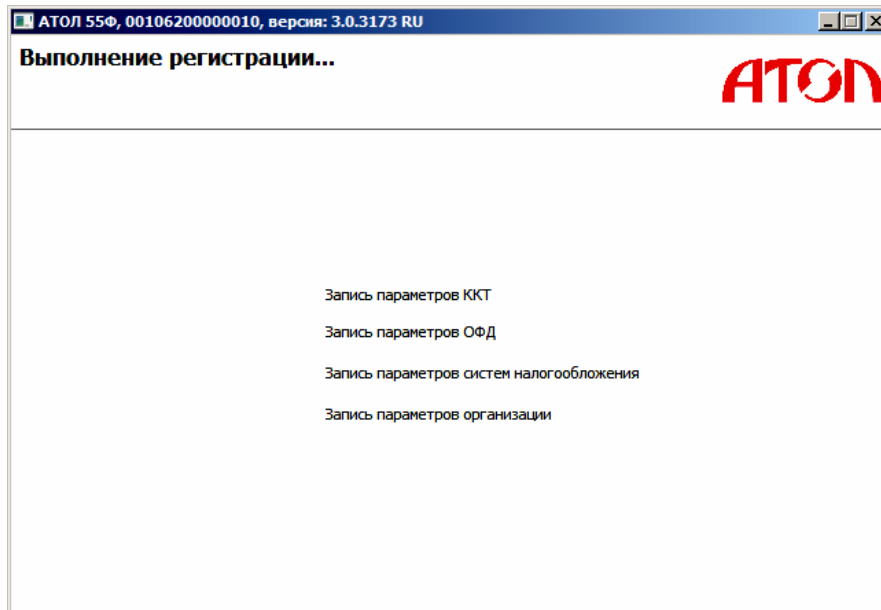 АТОЛ 55Ф, 00106200000010, версия: 3.0.3173 RU
Выполнение регистрации...
АТОЛ
Запись параметров ККТ
Запись параметров ОФД
Запись параметров систем налогообложения
Запись параметров организации